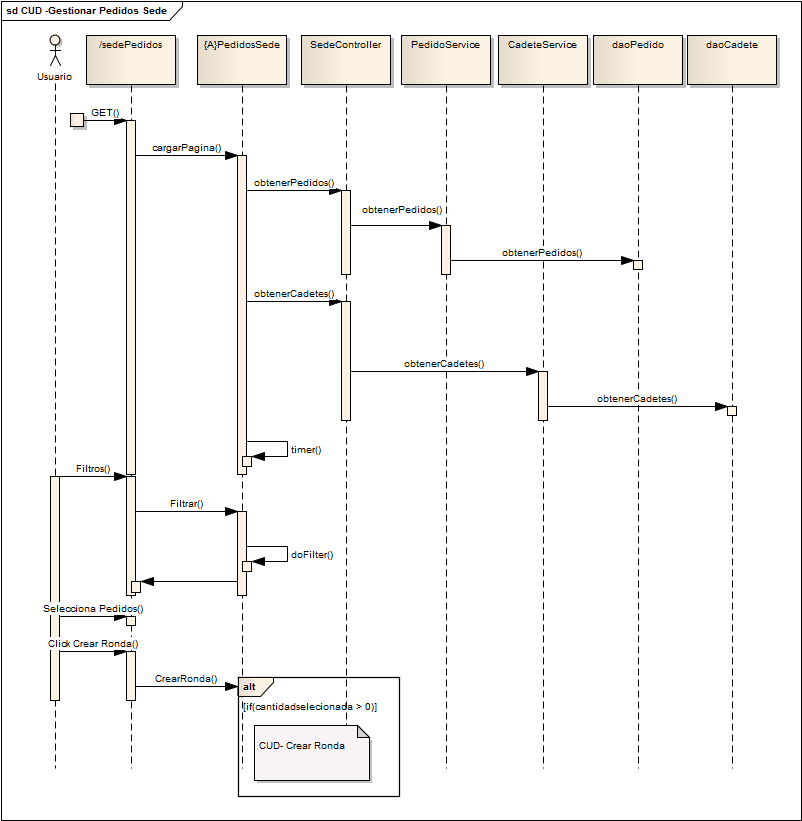 sd CUD -Gestionar Pedidos Sede
Usuario
/sedePedidos
{A}PedidosSede
SedeController
PedidoService
CadeteService
daoPedido
daoCadete
GET()
cargarPagina()
obtenerPedidos()
obtenerPedidos()
obtenerPedidos()
obtenerCadetes()
obtenerCadetes()
obtenerCadetes()
timer()
Filtros()
Filtrar()
doFilter()
Selecciona Pedidos()
Click Crear Ronda()
CrearRonda()
alt
[if(cantidadselecionada > 0)]
CUD- Crear Ronda